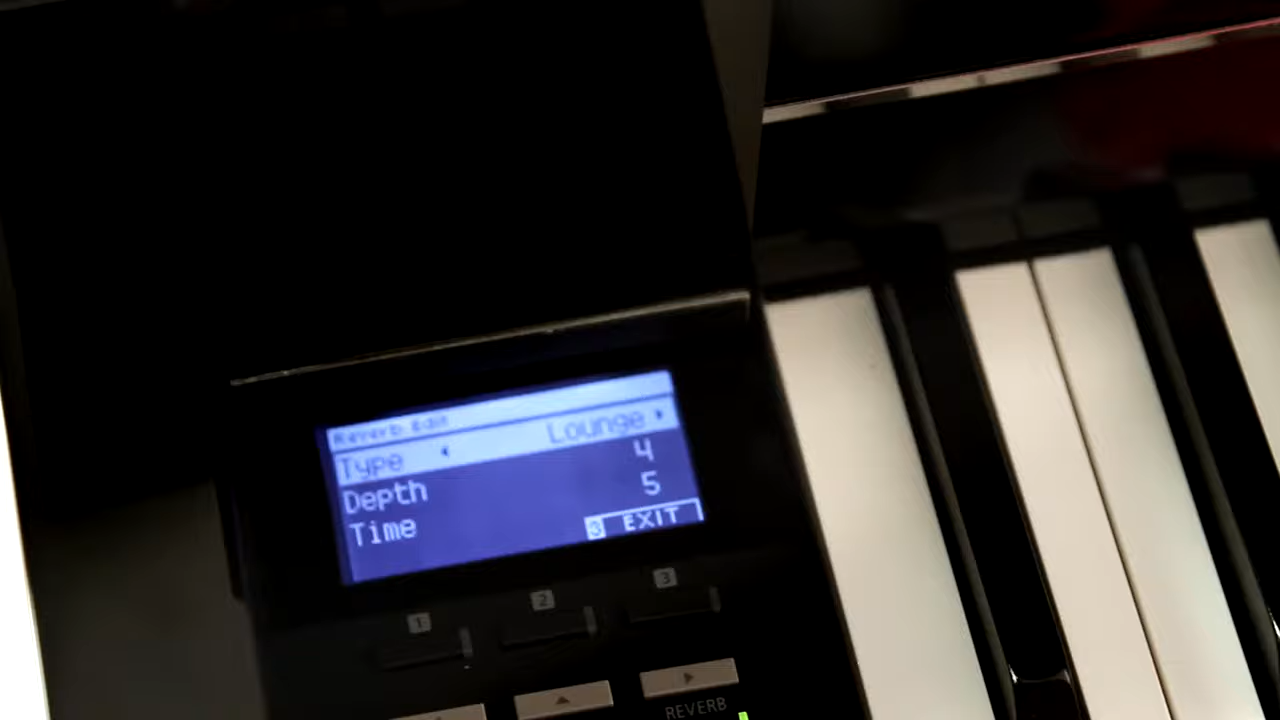 Reverb Edit
Type Lounge
Depth 4
Time 5
3 EXIT
1 2 3
REVERB